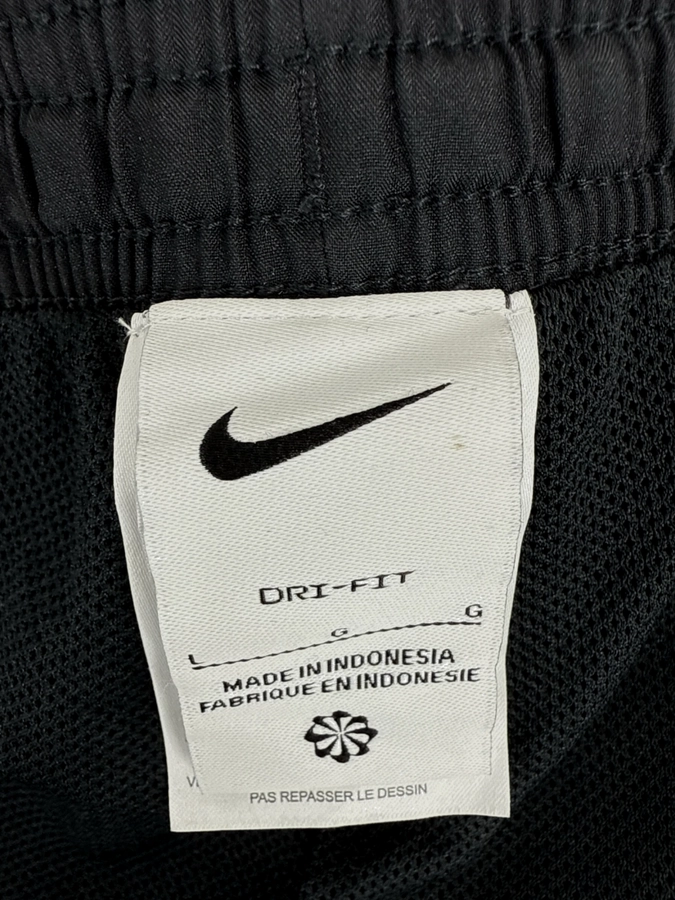 DRI-FIT
L G G
MADE IN INDONESIA
FABRIQUE EN INDONESIE
PAS REPASSER LE DESSIN